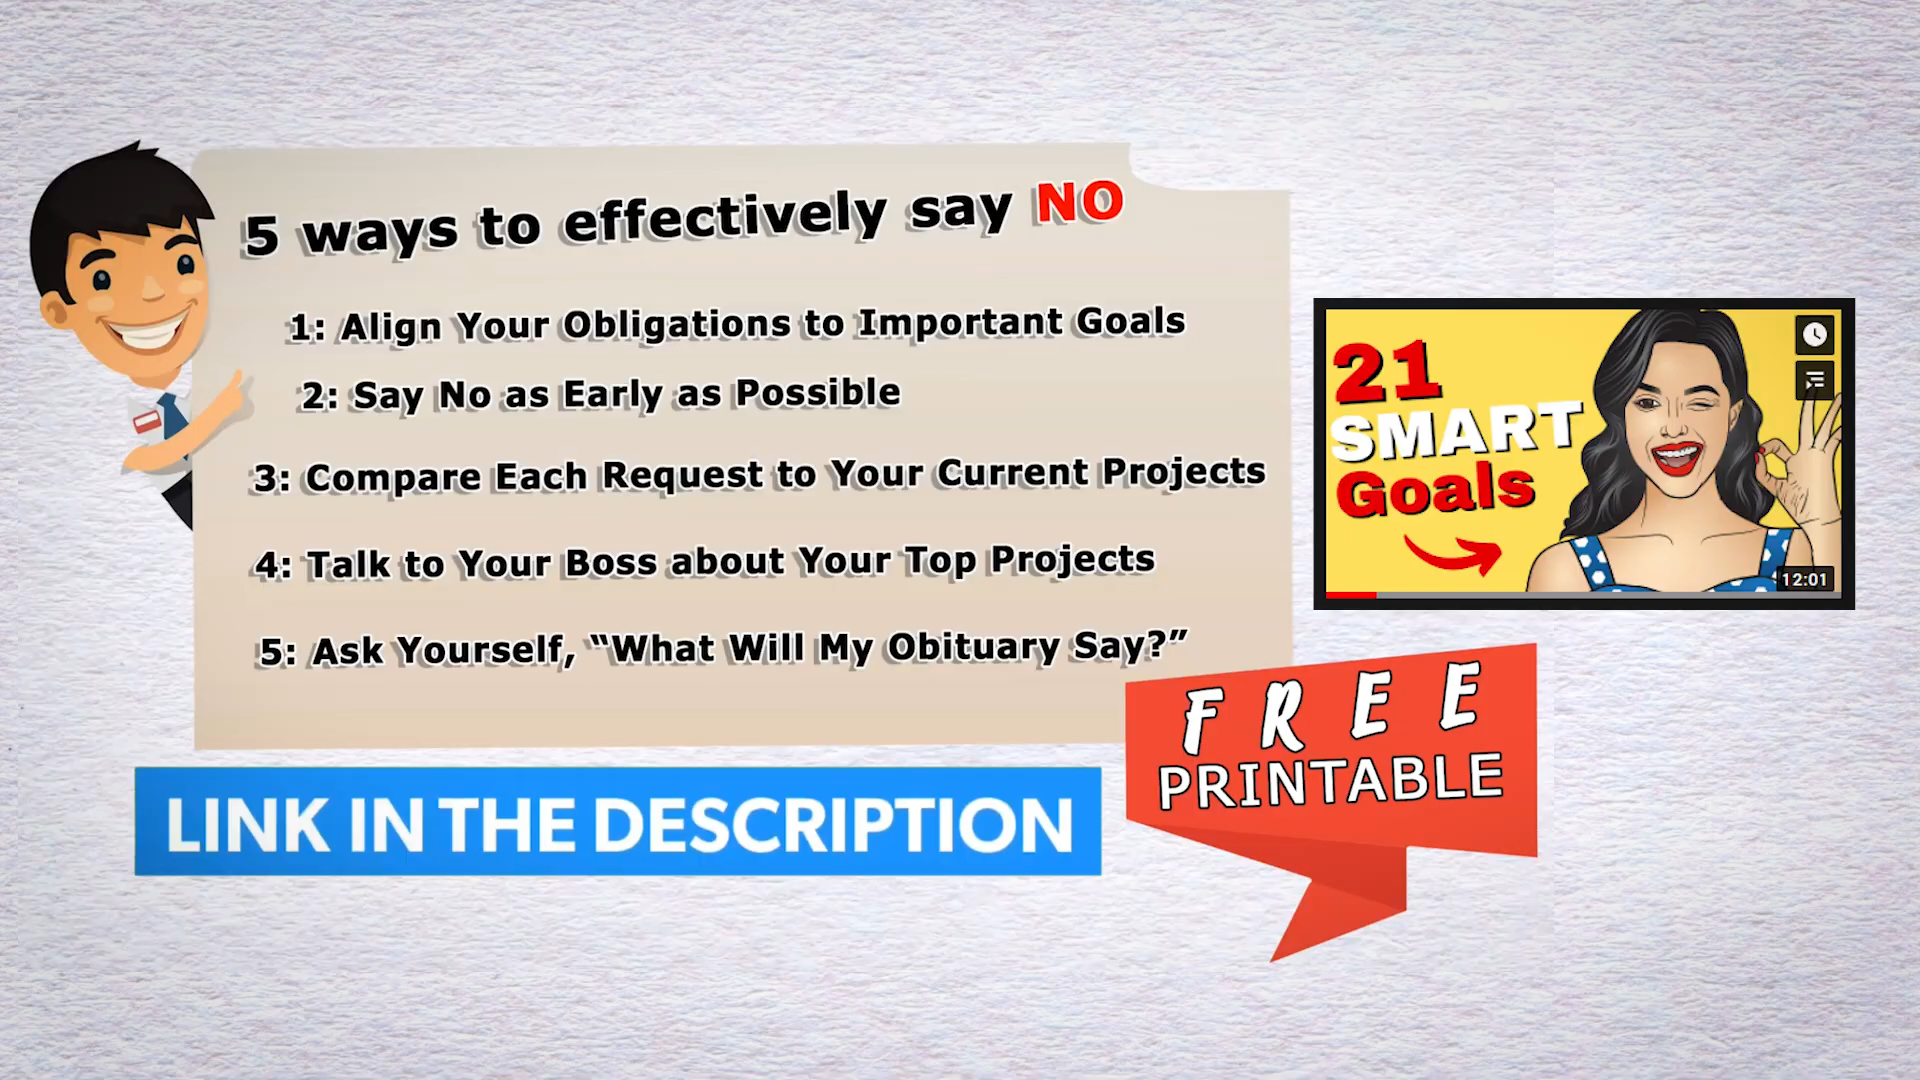 5 ways to effectively say NO
1: Align Your Obligations to Important Goals
2: Say No as Early as Possible
3: Compare Each Request to Your Current Projects
4: Talk to Your Boss about Your Top Projects
5: Ask Yourself, “What Will My Obituary Say?”
21
SMART
Goals
12:01
FREE
PRINTABLE
LINK IN THE DESCRIPTION